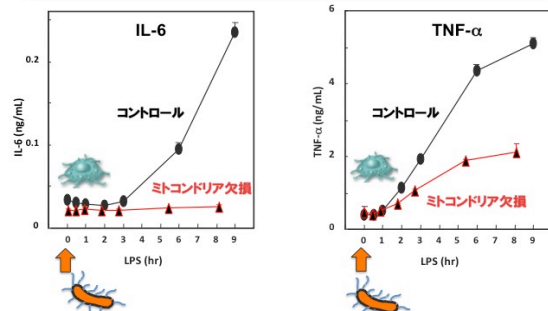 IL-6
0.3
0.2
0.1
0
IL-6 (ng/mL)
コントロール
ミトコンドリア欠損
0 1 2 3 4 5 6 7 8 9
LPS (hr)
TNF-α
6
4
2
0
TNF-α (ng/mL)
コントロール
ミトコンドリア欠損
0 1 2 3 4 5 6 7 8 9
LPS (hr)